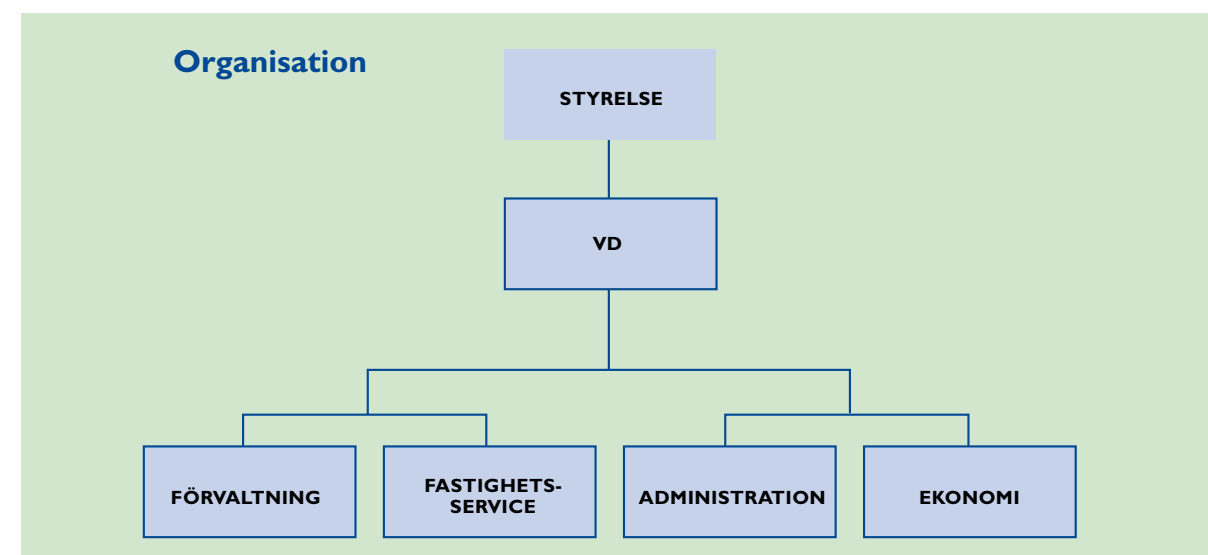 Organisation
STYRELSE
VD
FÖRVALTNING
FASTIGHETS-
SERVICE
ADMINISTRATION
EKONOMI